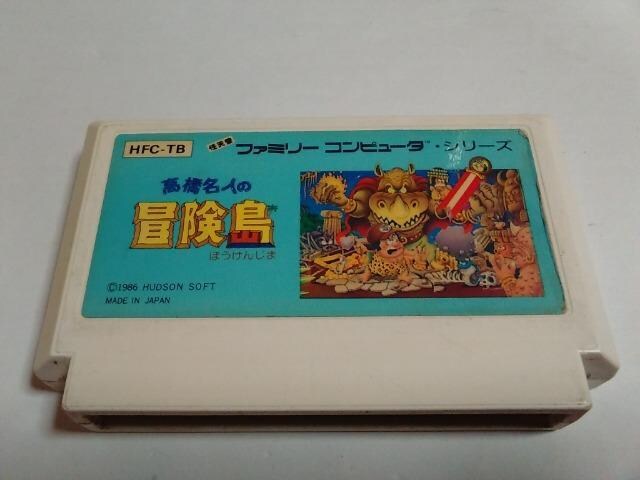 HFC-TB
任天堂 ファミリー コンピュータ™・シリーズ
高橋名人の
冒険島
ぼうけんじま
©1986 HUDSON SOFT
MADE IN JAPAN